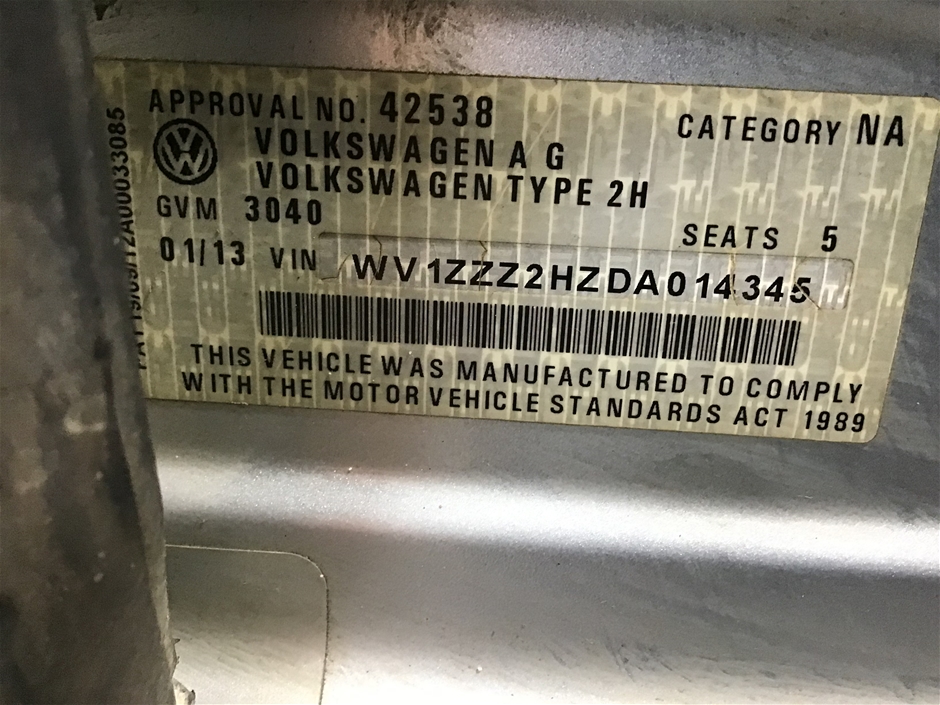 APPROVAL NO. 42538
CATEGORY NA
VOLKSWAGEN A G
VOLKSWAGEN TYPE 2H
GVM 3040
SEATS 5
01/13 VIN WV1ZZZ2HZDA014345
THIS VEHICLE WAS MANUFACTURED TO COMPLY
WITH THE MOTOR VEHICLE STANDARDS ACT 1989